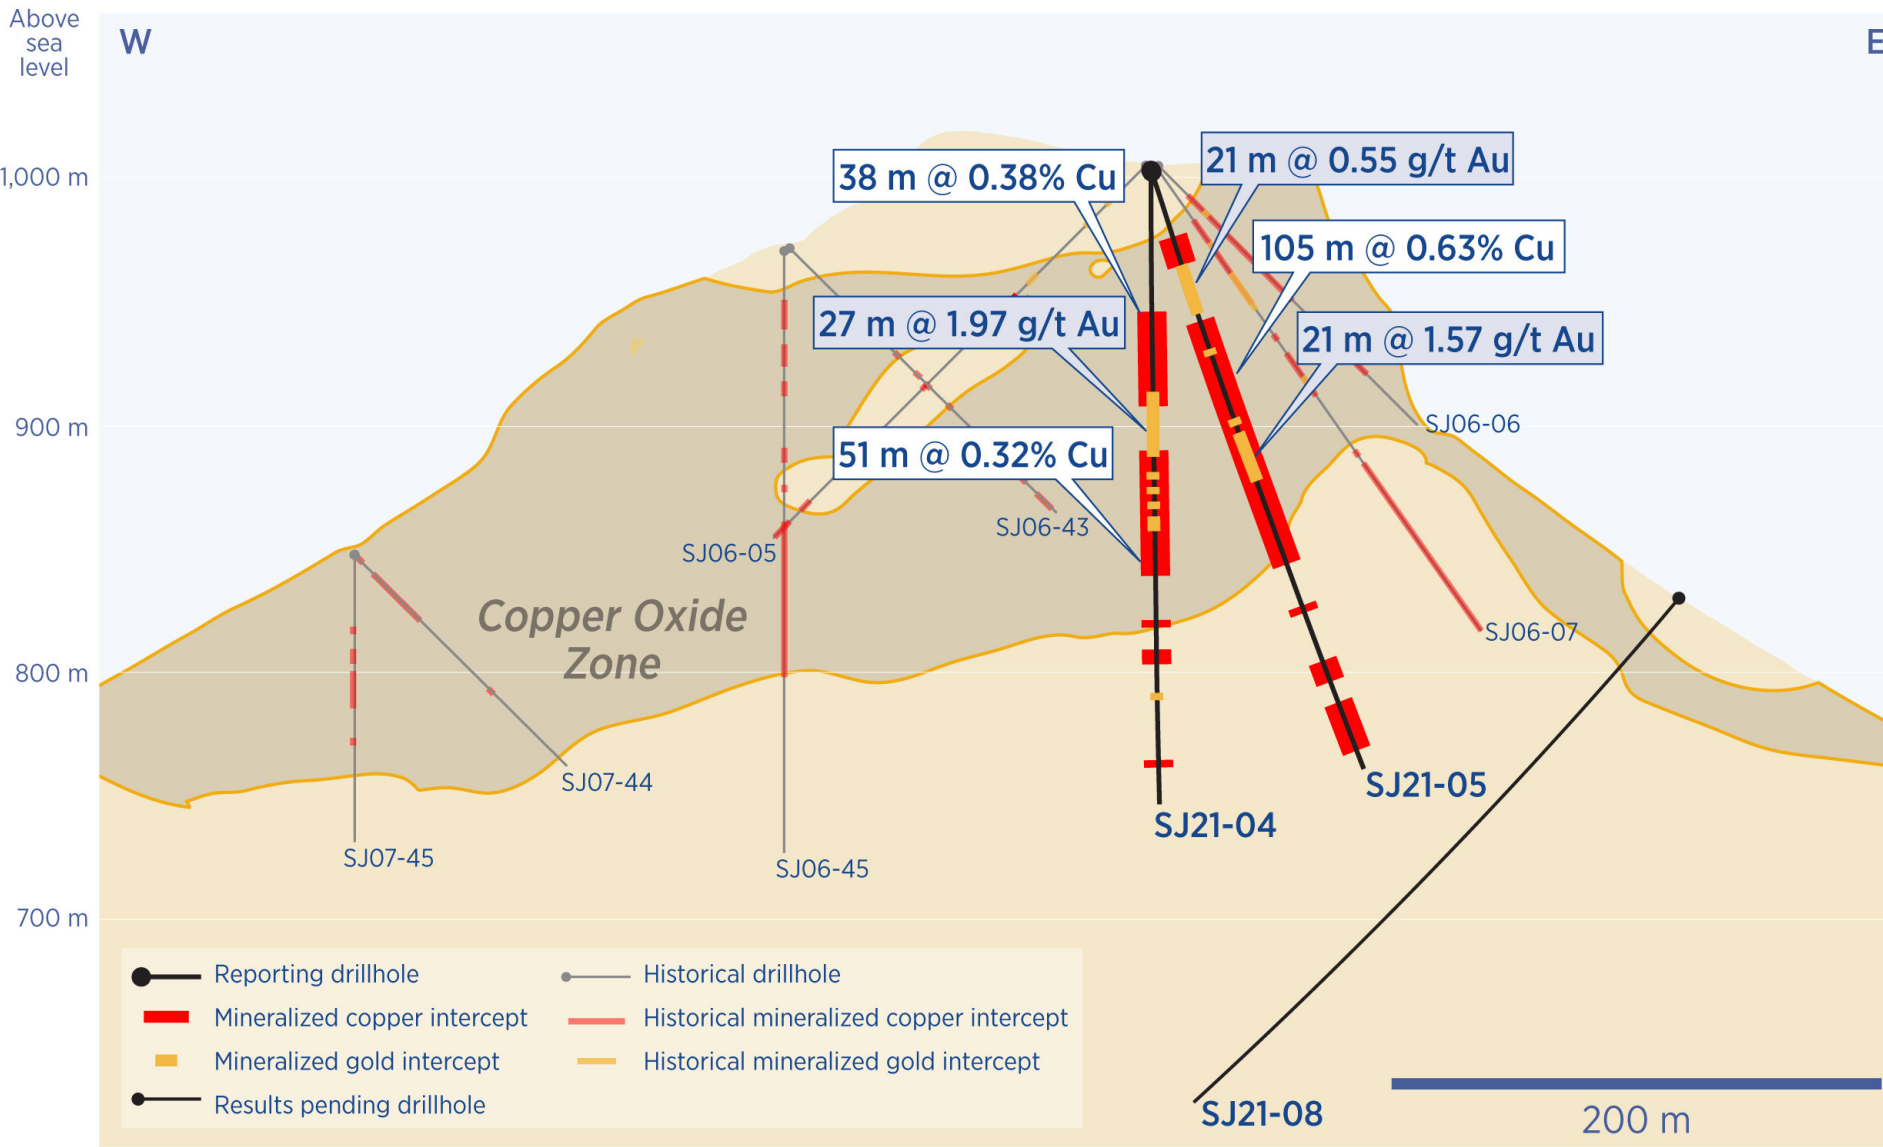 Above
sea
level
W
E
1,000 m
900 m
800 m
700 m
38 m @ 0.38% Cu
21 m @ 0.55 g/t Au
105 m @ 0.63% Cu
27 m @ 1.97 g/t Au
21 m @ 1.57 g/t Au
51 m @ 0.32% Cu
SJ06-06
SJ06-43
SJ06-05
Copper Oxide
Zone
SJ06-07
SJ07-44
SJ21-05
SJ21-04
SJ07-45
SJ06-45
Reporting drillhole
Historical drillhole
Mineralized copper intercept
Historical mineralized copper intercept
Mineralized gold intercept
Historical mineralized gold intercept
Results pending drillhole
SJ21-08
200 m